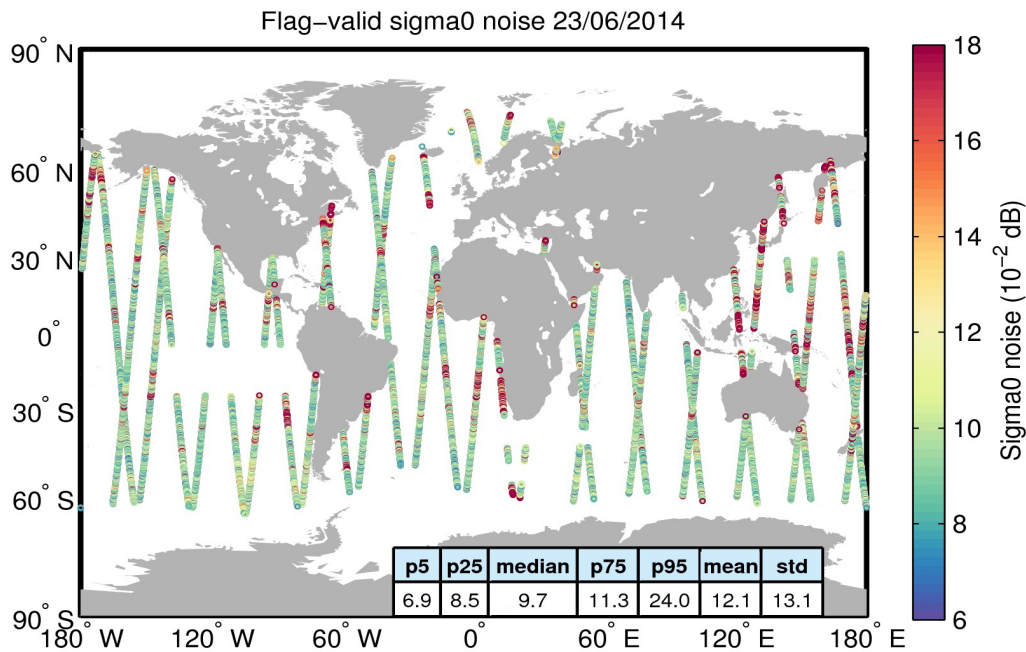 Flag−valid sigma0 noise 23/06/2014
90° N
60° N
30° N
0°
30° S
60° S
90° S
180° W
120° W
60° W
0°
60° E
120° E
180° E
p5 p25 median p75 p95 mean std
6.9 8.5 9.7 11.3 24.0 12.1 13.1
18
16
14
12
10
8
6
Sigma0 noise (10⁻² dB)